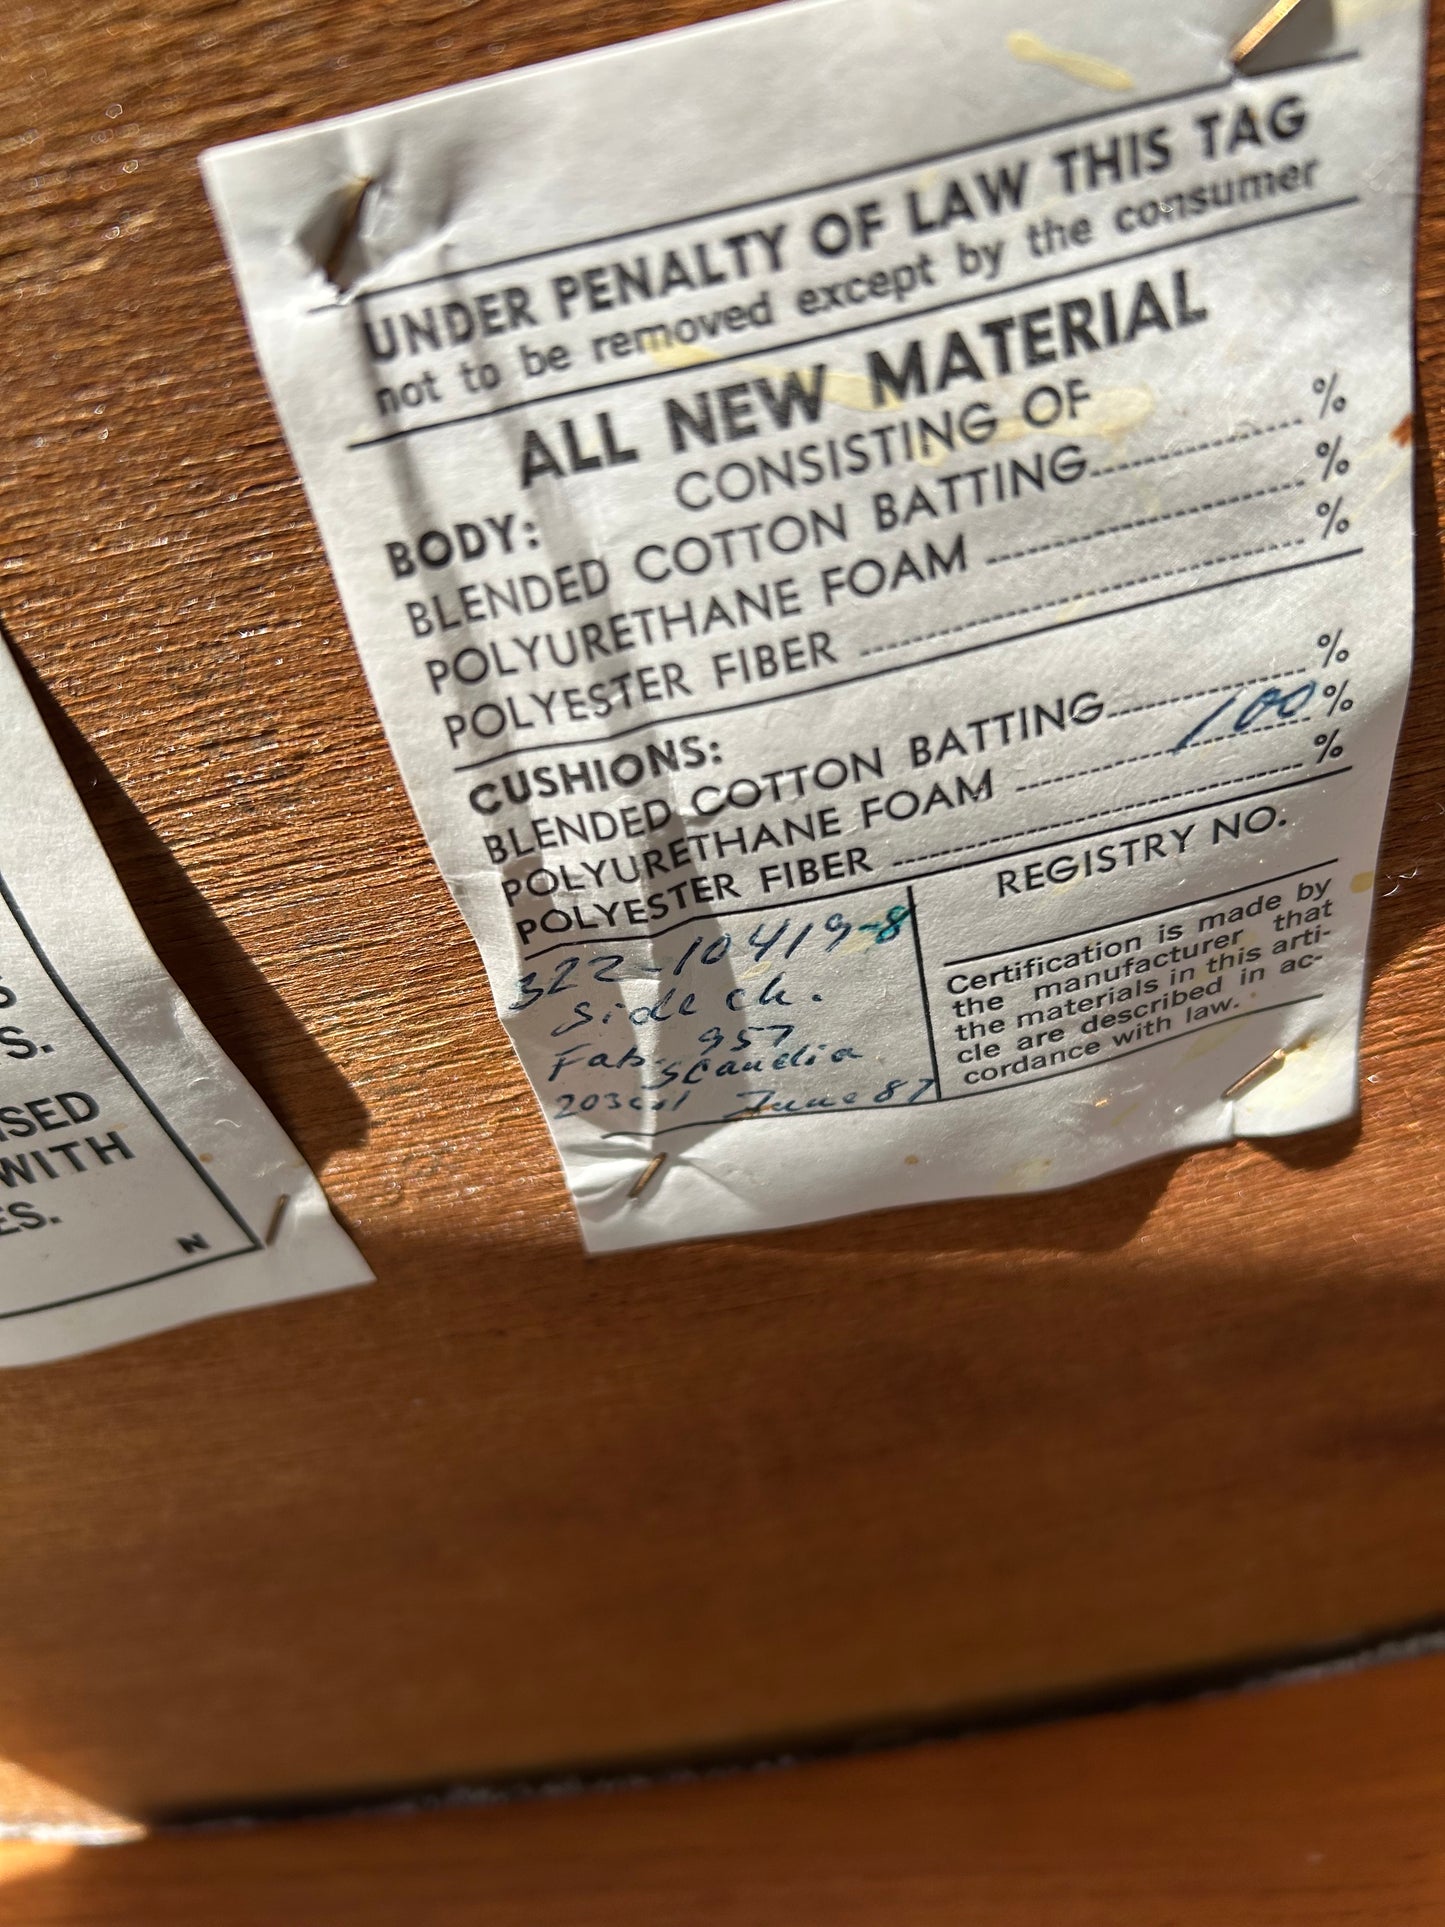 UNDER PENALTY OF LAW THIS TAG
not to be removed except by the consumer
ALL NEW MATERIAL
CONSISTING OF
BODY:
BLENDED COTTON BATTING %
POLYURETHANE FOAM %
POLYESTER FIBER %
CUSHIONS:
BLENDED COTTON BATTING %
POLYURETHANE FOAM 100 %
POLYESTER FIBER %
322-10419-8
Side ch.
957
Fab. Scandia
203 June 87
REGISTRY NO.
Certification is made by
the manufacturer that
the materials in this arti-
cle are described in ac-
cordance with law.
S.
WITH
ES.
N